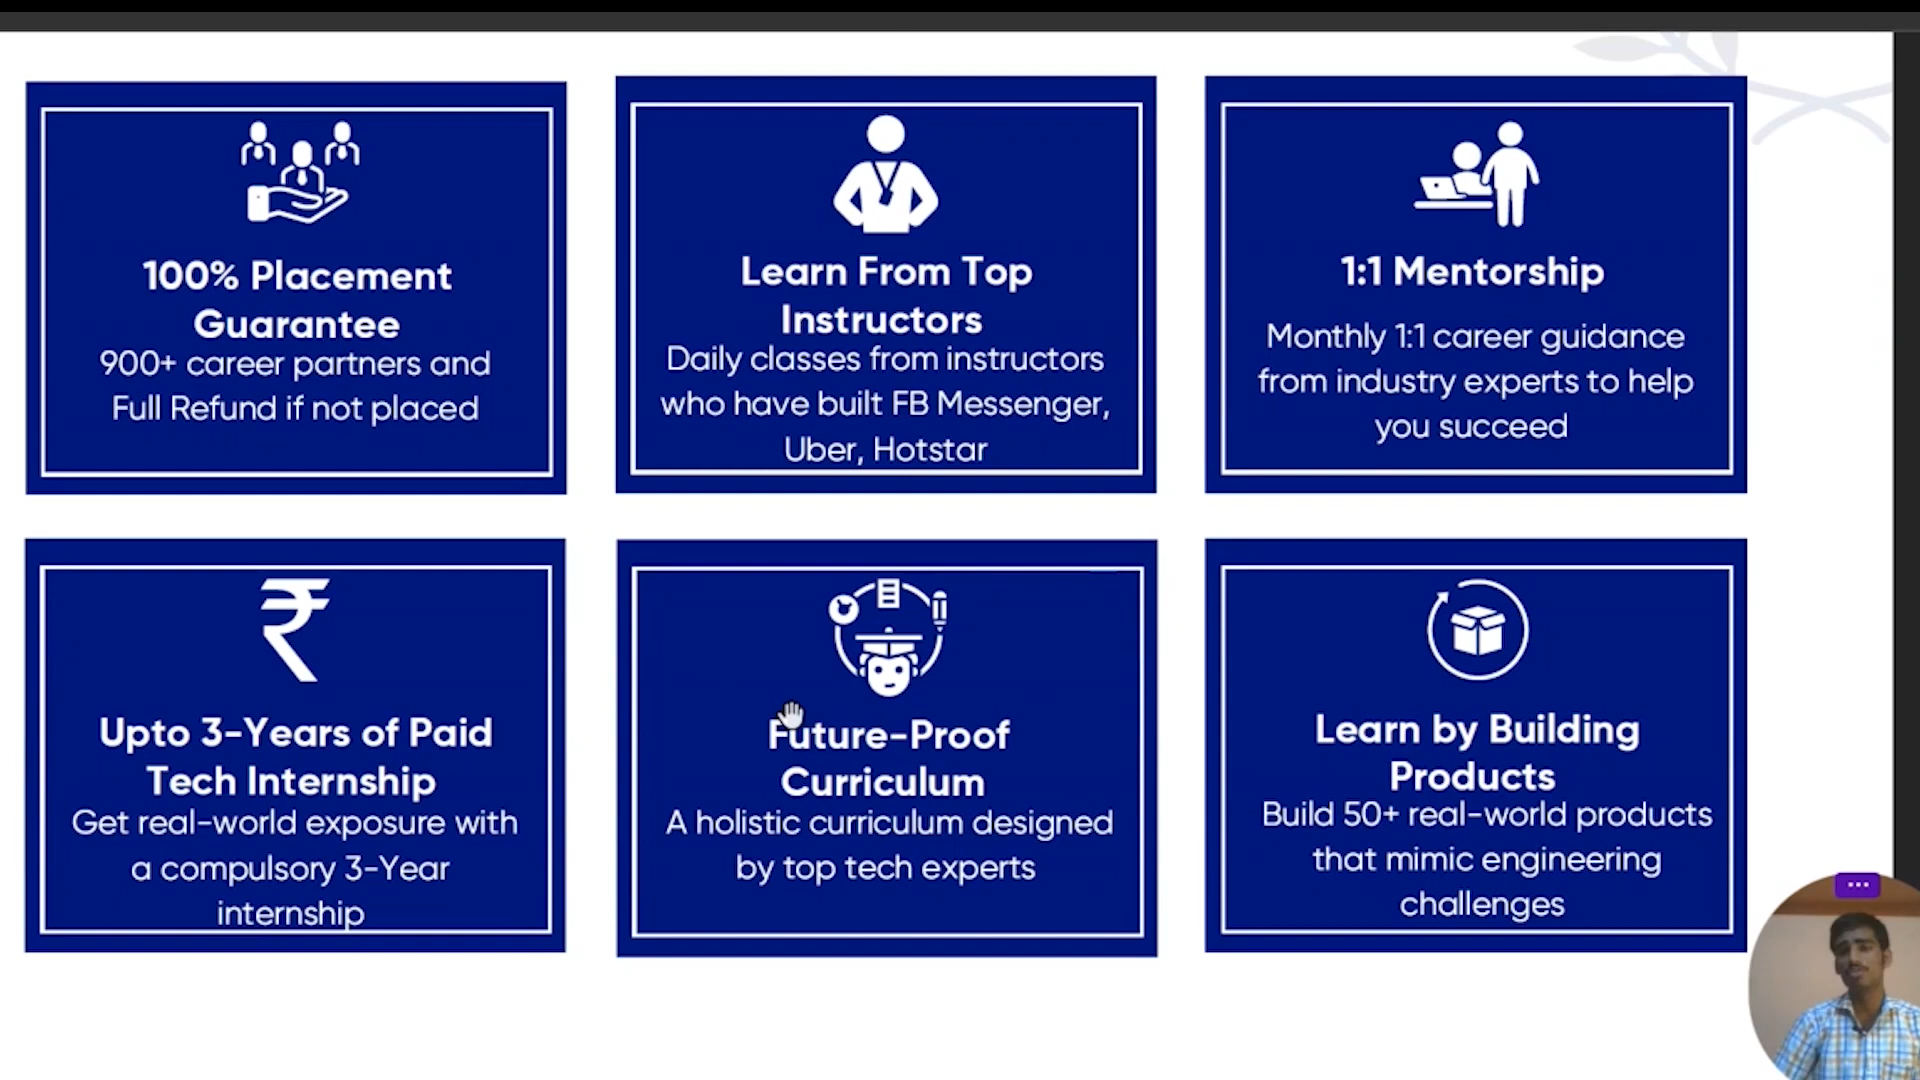 100% Placement
Guarantee
900+ career partners and
Full Refund if not placed
Learn From Top
Instructors
Daily classes from instructors
who have built FB Messenger,
Uber, Hotstar
1:1 Mentorship
Monthly 1:1 career guidance
from industry experts to help
you succeed
₹
Upto 3-Years of Paid
Tech Internship
Get real-world exposure with
a compulsory 3-Year
internship
Future-Proof
Curriculum
A holistic curriculum designed
by top tech experts
Learn by Building
Products
Build 50+ real-world products
that mimic engineering
challenges